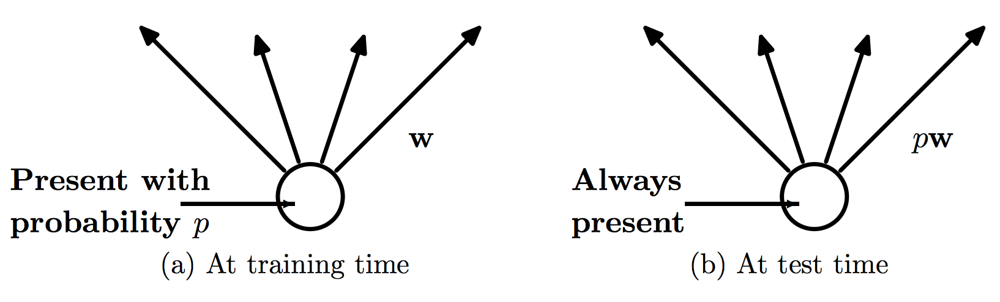 w
Present with
probability p
(a) At training time
pw
Always
present
(b) At test time